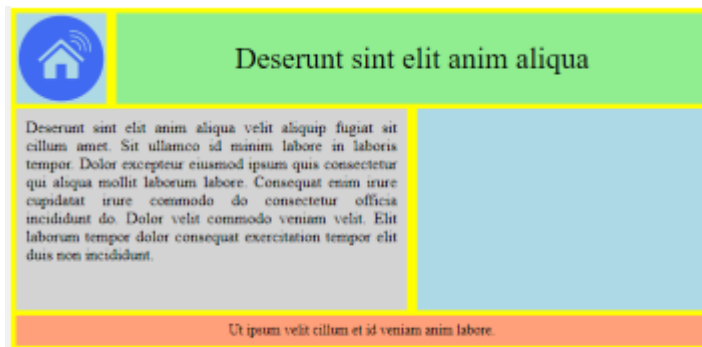 Deserunt sint elit anim aliqua
Deserunt sint elit anim aliqua velit aliquip fugiat sit
cillum amet. Sit ullamco id minim labore in laboris
tempor. Dolor excepteur eiusmod ipsum quis consectetur
qui aliqua mollit laborum labore. Consequat enim irure
cupidatat irure commodo do consectetur officia
incididunt do. Dolor velit commodo veniam velit. Elit
laborum tempor dolor consequat exercitation tempor elit
duis non incididunt.
Ut ipsum velit cillum et id veniam anim labore.